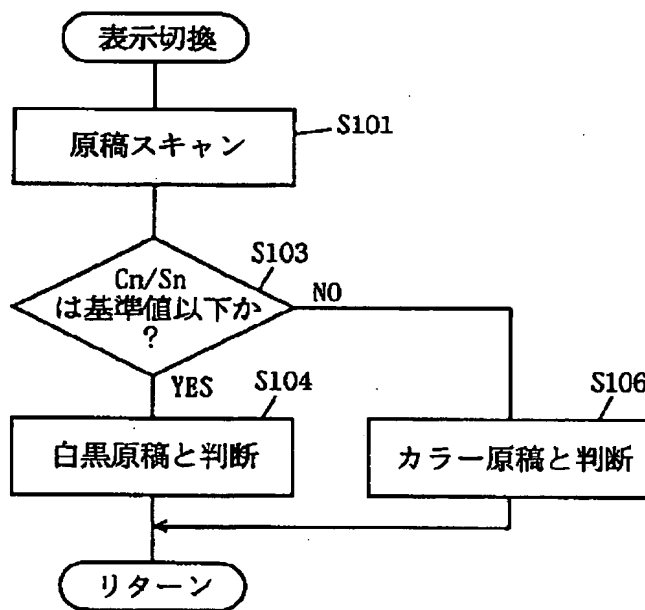 表示切換
原稿スキャン
S101
Cn/Sn
は基準値以下か
?
S103
NO
YES
S104
白黒原稿と判断
S106
カラー原稿と判断
リターン